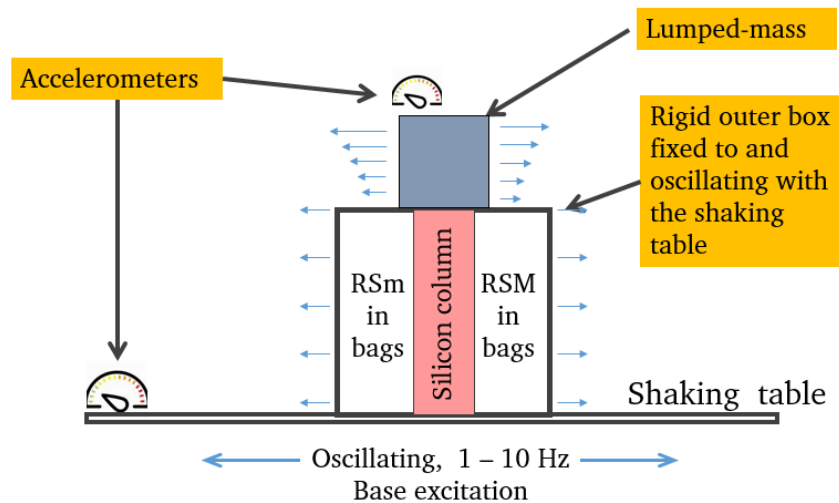 Lumped-mass
Accelerometers
Rigid outer box
fixed to and
oscillating with
the shaking
table
RSm
in
bags
Silicon column
RSM
in
bags
Shaking table
Oscillating, 1 – 10 Hz
Base excitation